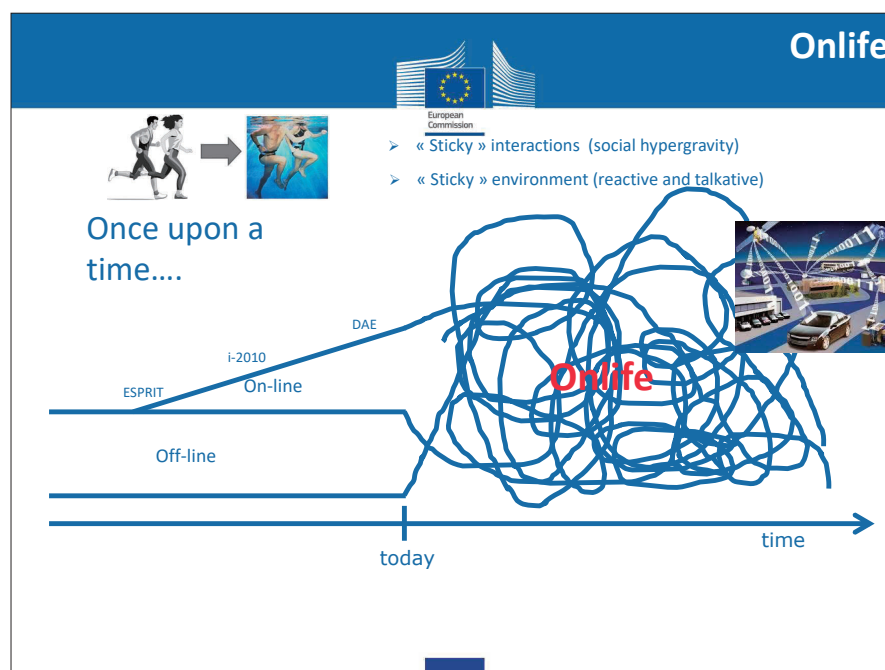 Onlife
European
Commission
➢ « Sticky » interactions (social hypergravity)
➢ « Sticky » environment (reactive and talkative)
Once upon a
time….
DAE
i-2010
ESPRIT
On-line
Onlife
Off-line
today
time